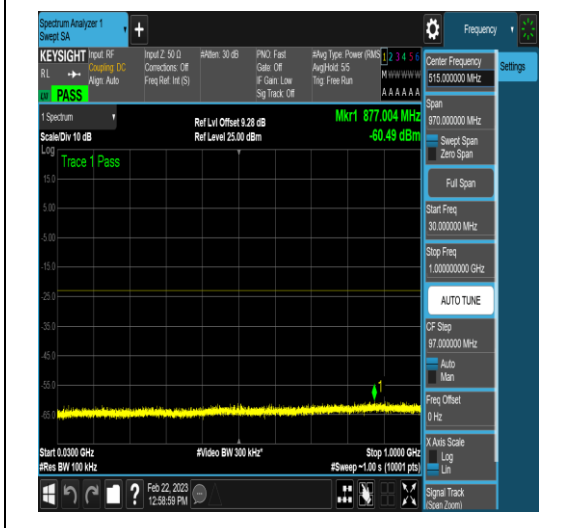 Spectrum Analyzer 1
Swept SA
+
Frequency
Settings
KEYSIGHT
RL
PASS
Input: RF
Coupling: DC
Align: Auto
Input Z: 50 Ω
Corrections: Off
Freq Ref: Int (S)
#Atten: 30 dB
PNO: Fast
Gate: Off
IF Gain: Low
Sig Track: Off
#Avg Type: Power (RMS
Avg|Hold: 5/5
Trig: Free Run
1 2 3 4 5 6
M W W W W W
A A A A A A
1 Spectrum
Scale/Div 10 dB
Ref Lvl Offset 9.28 dB
Ref Level 25.00 dBm
Mkr1 877.004 MHz
-60.49 dBm
Log
Trace 1 Pass
15.0
5.00
-5.00
-15.0
-25.0
-35.0
-45.0
-55.0
-65.0
1
Start 0.0300 GHz
#Res BW 100 kHz
#Video BW 300 kHz*
Stop 1.0000 GHz
#Sweep ~1.00 s (10001 pts)
Feb 22, 2023
12:58:59 PM
?
Center Frequency
515.000000 MHz
Span
970.000000 MHz
Swept Span
Zero Span
Full Span
Start Freq
30.000000 MHz
Stop Freq
1.000000000 GHz
AUTO TUNE
CF Step
97.000000 MHz
Auto
Man
Freq Offset
0 Hz
X Axis Scale
Log
Lin
Signal Track
(Span Zoom)